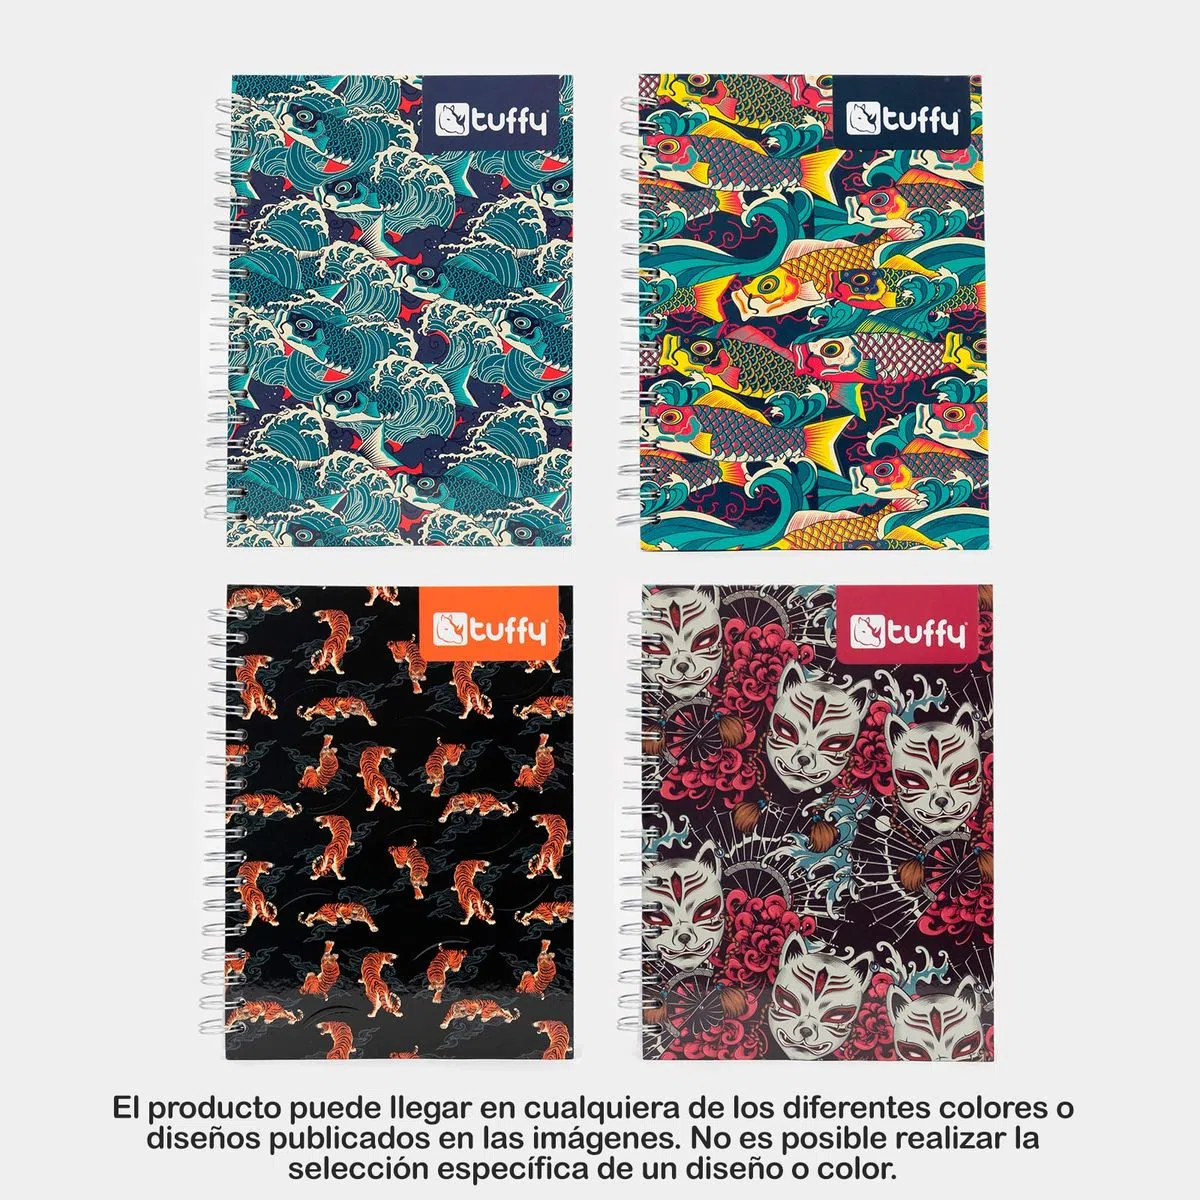 tuffy
tuffy
tuffy
tuffy
El producto puede llegar en cualquiera de los diferentes colores o
diseños publicados en las imágenes. No es posible realizar la
selección específica de un diseño o color.